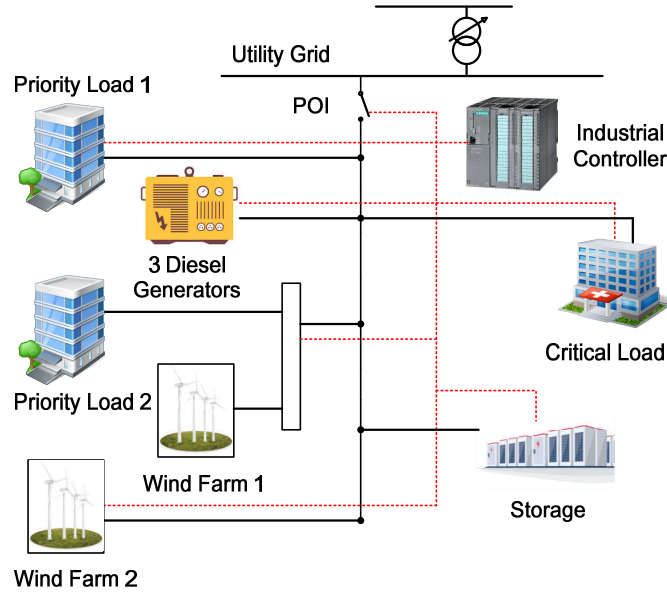 Utility Grid
Priority Load 1
POI
Industrial
Controller
SIEMENS
3 Diesel
Generators
Critical Load
Priority Load 2
Wind Farm 1
Storage
Wind Farm 2